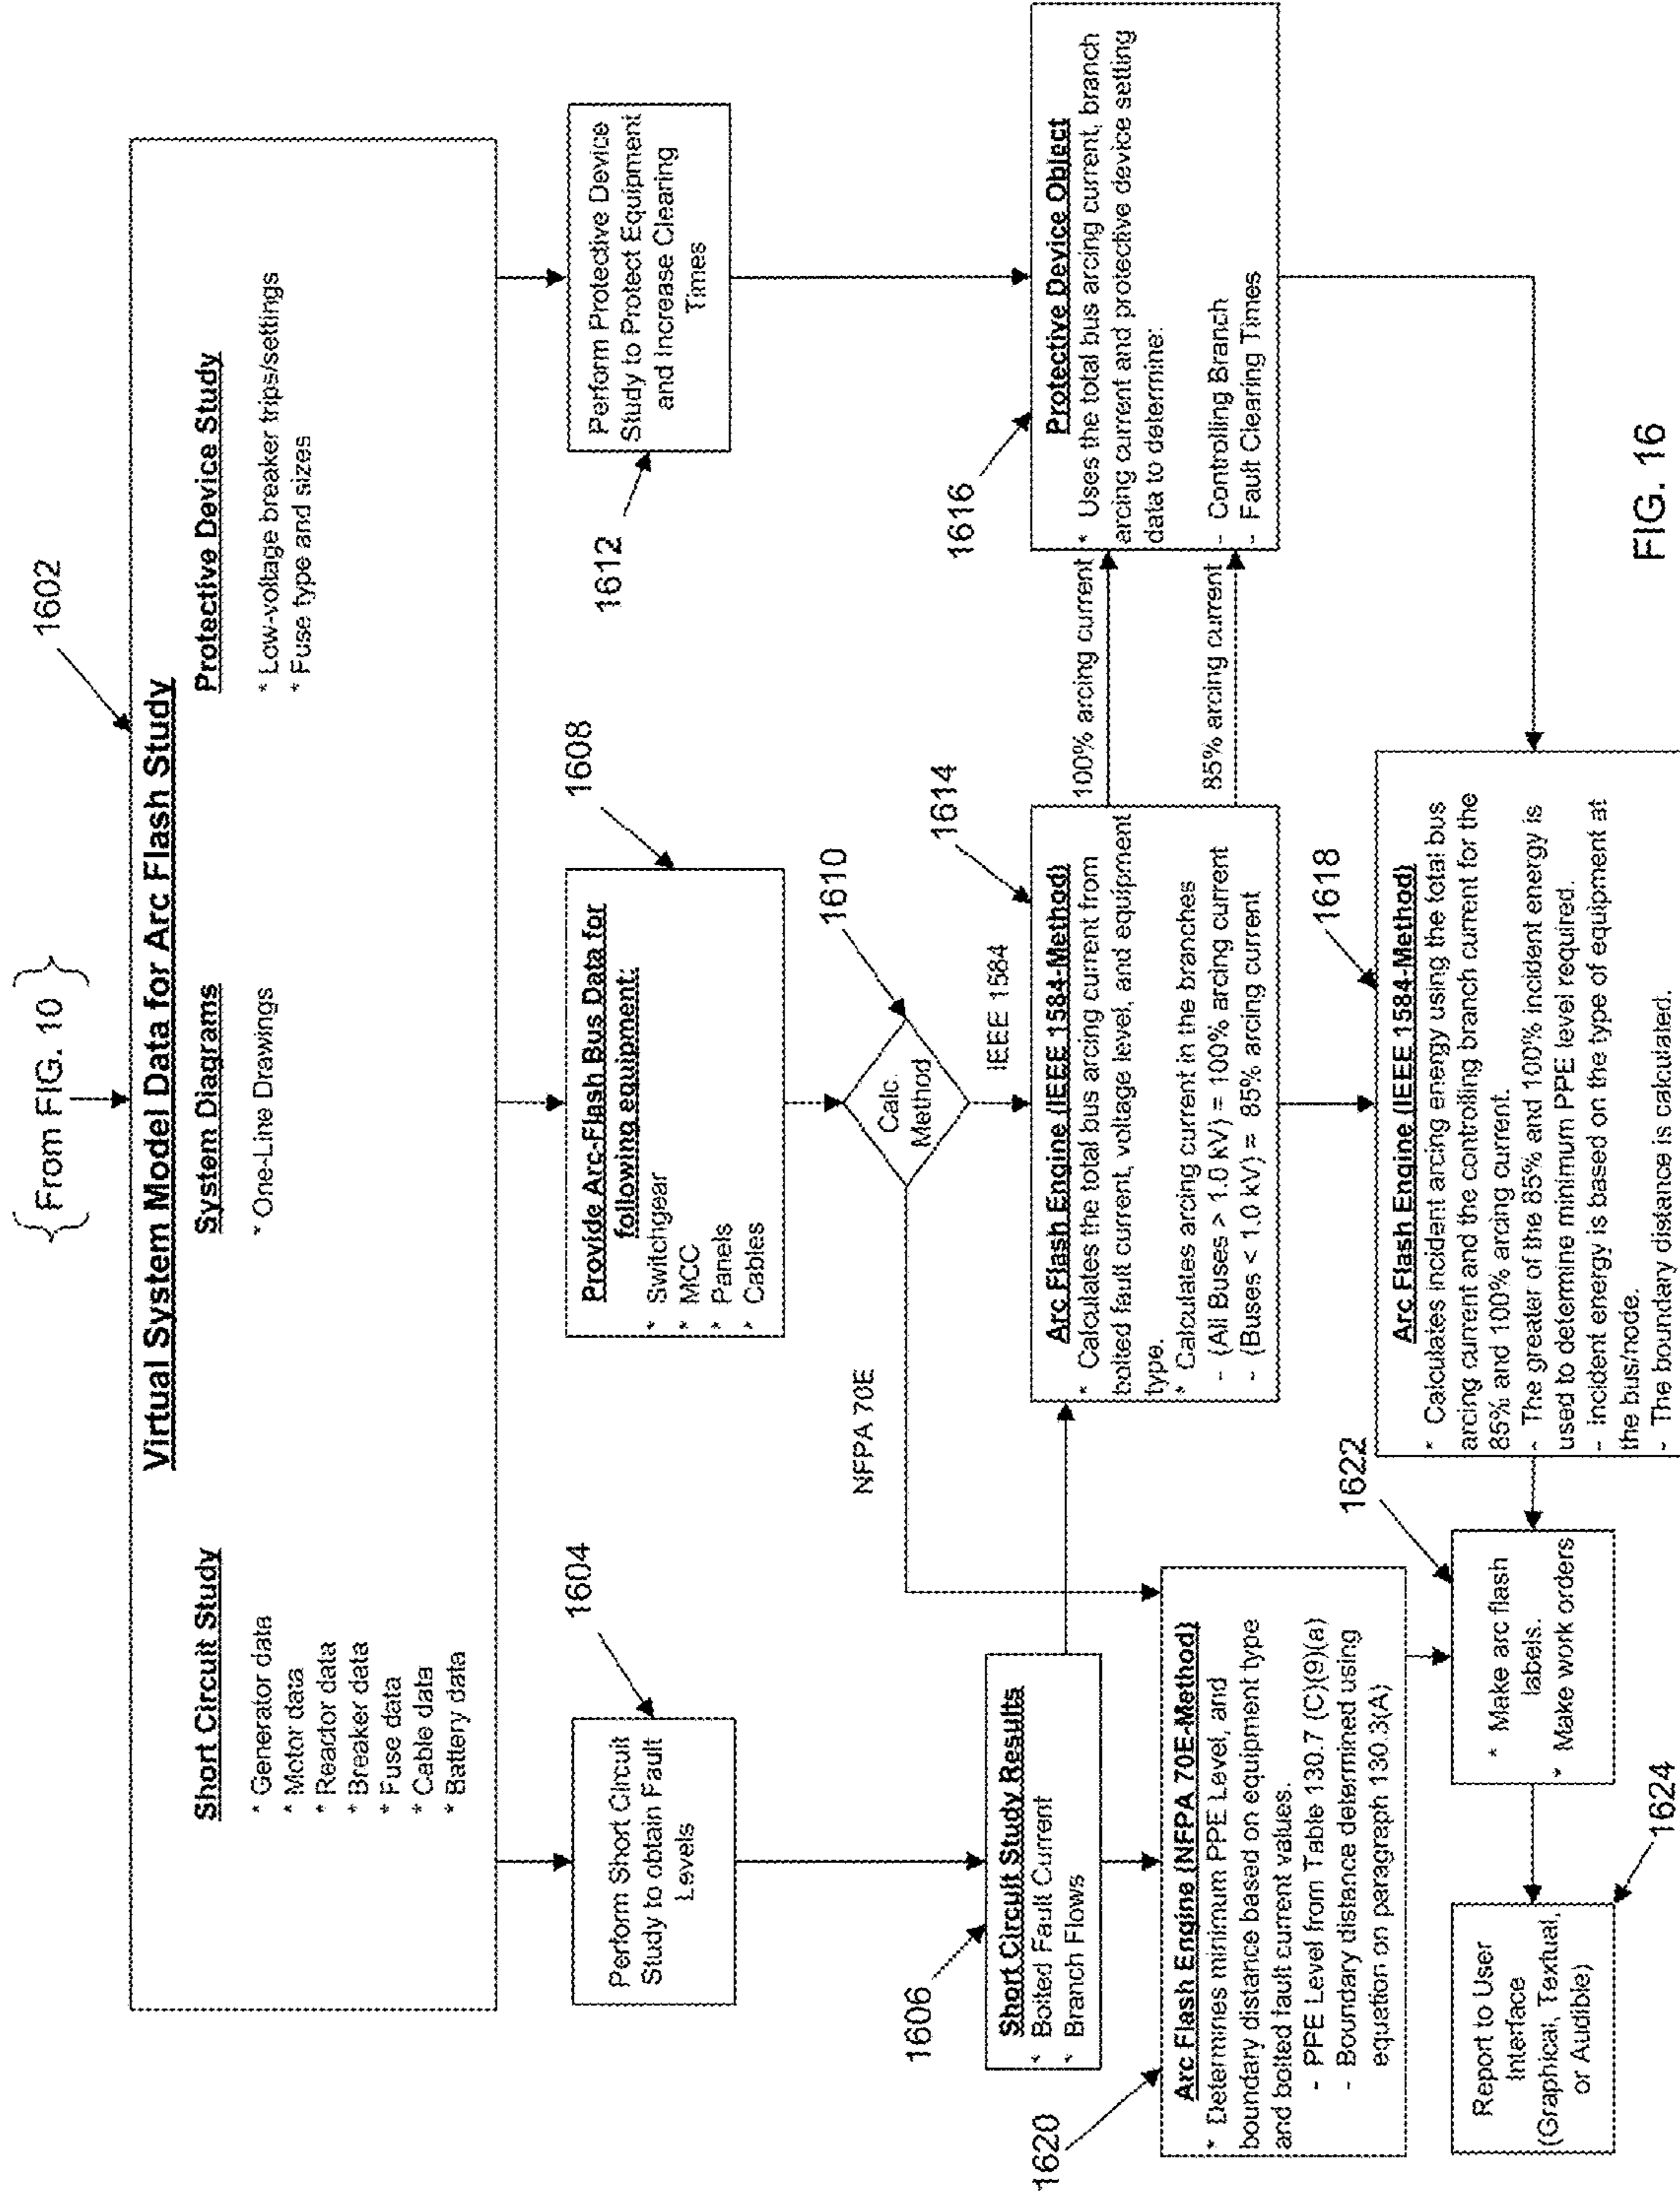 {From FIG. 10}
1602
Virtual System Model Data for Arc Flash Study
Short Circuit Study
* Generator date
* Motor data
* Reactor data
* Breaker data
* Fuse data
* Cable data
* Battery data
System Diagrams
* One-Line Drawings
Protective Device Study
* Low-voltage breaker trips/settings
* Fuse type and sizes
1604
Perform Short Circuit
Study to obtain Fault
Levels
1608
Provide Arc-Flash Bus Data for
following equipment:
* Switchgear
* MCC
* Panels
* Cables
1612
Perform Protective Device
Study to Protect Equipment
and Increase Clearing
Times
1610
Calc.
Method
NFPA 70E
IEEE 1584
1606
Short Circuit Study Results
* Bolted Fault Current
* Branch Flows
1614
Arc Flash Engine (IEEE 1584-Method)
* Calculates the total bus arcing current from
bolted fault current, voltage level, and equipment
type.
* Calculates arcing current in the branches
- (All Buses > 1.0 kV) = 100% arcing current
- (Buses < 1.0 kV) = 85% arcing current
100% arcing current
85% arcing current
1616
Protective Device Object
* Uses the total bus arcing current, branch
arcing current and protective device setting
data to determine:
- Controlling Branch
- Fault Clearing Times
1620
Arc Flash Engine (NFPA 70E-Method)
* Determines minimum PPE Level, and
boundary distance based on equipment type
and bolted fault current values.
- PPE Level from Table 130.7 (C)(9)(a)
- Boundary distance determined using
equation on paragraph 130.3(A)
1618
Arc Flash Engine (IEEE 1584-Method)
* Calculates incident arcing energy using the total bus
arcing current and the controlling branch current for the
85% and 100% arcing current.
- The greater of the 85% and 100% incident energy is
used to determine minimum PPE level required.
- Incident energy is based on the type of equipment at
the bus/node.
- The boundary distance is calculated.
1622
* Make arc flash
labels.
* Make work orders
1624
Report to User
Interface
(Graphical, Textual,
or Audible)
FIG. 16